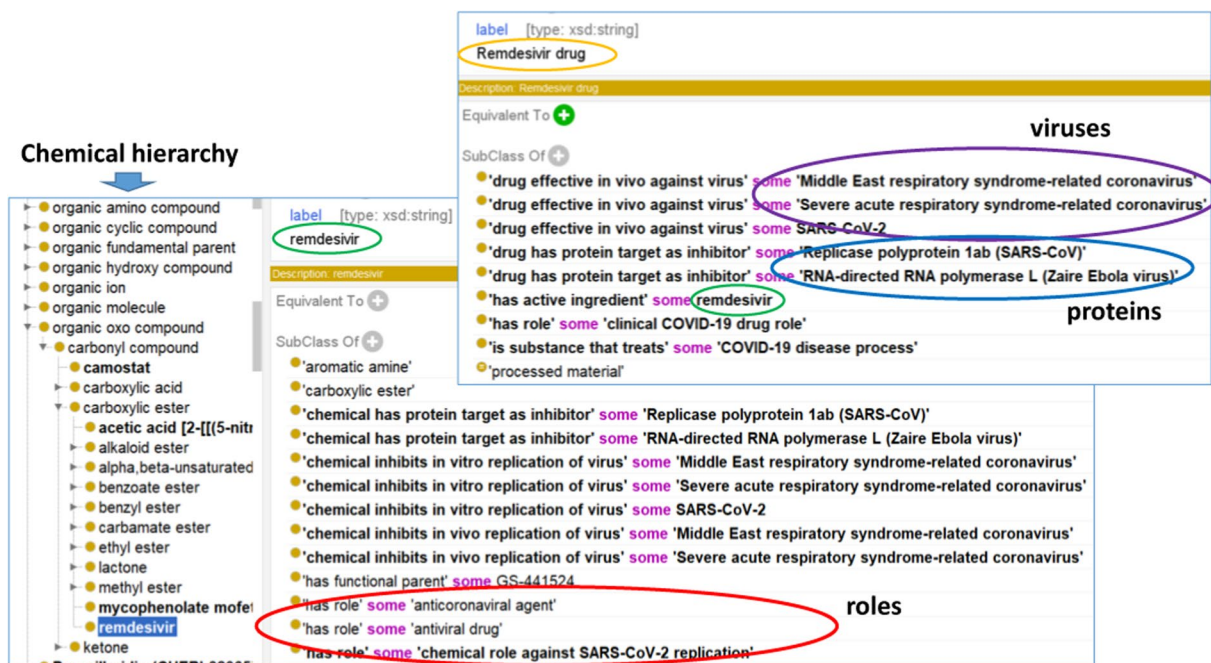 label [type: xsd:string]
Remdesivir drug
Description: Remdesivir drug
Equivalent To
SubClass Of
viruses
'drug effective in vivo against virus' some 'Middle East respiratory syndrome-related coronavirus'
'drug effective in vivo against virus' some 'Severe acute respiratory syndrome-related coronavirus'
'drug effective in vivo against virus' some SARS-CoV-2
'drug has protein target as inhibitor' some 'Replicase polyprotein 1ab (SARS-CoV)'
'drug has protein target as inhibitor' some 'RNA-directed RNA polymerase L (Zaire Ebola virus)'
'has active ingredient' some remdesivir
proteins
'has role' some 'clinical COVID-19 drug role'
'is substance that treats' some 'COVID-19 disease process'
'processed material'
Chemical hierarchy
organic amino compound
organic cyclic compound
organic fundamental parent
organic hydroxy compound
organic ion
organic molecule
organic oxo compound
carbonyl compound
camostat
carboxylic acid
carboxylic ester
acetic acid [2-[[(5-nitr
alkaloid ester
alpha,beta-unsaturated
benzoate ester
benzyl ester
carbamate ester
ethyl ester
lactone
methyl ester
mycophenolate mofet
remdesivir
ketone
label [type: xsd:string]
remdesivir
Description: remdesivir
Equivalent To
SubClass Of
'aromatic amine'
'carboxylic ester'
'chemical has protein target as inhibitor' some 'Replicase polyprotein 1ab (SARS-CoV)'
'chemical has protein target as inhibitor' some 'RNA-directed RNA polymerase L (Zaire Ebola virus)'
'chemical inhibits in vitro replication of virus' some 'Middle East respiratory syndrome-related coronavirus'
'chemical inhibits in vitro replication of virus' some 'Severe acute respiratory syndrome-related coronavirus'
'chemical inhibits in vitro replication of virus' some SARS-CoV-2
'chemical inhibits in vivo replication of virus' some 'Middle East respiratory syndrome-related coronavirus'
'chemical inhibits in vivo replication of virus' some 'Severe acute respiratory syndrome-related coronavirus'
'has functional parent' some GS-441524
'has role' some 'anticoronaviral agent'
'has role' some 'antiviral drug'
'has role' some 'chemical role against SARS-CoV-2 replication'
roles